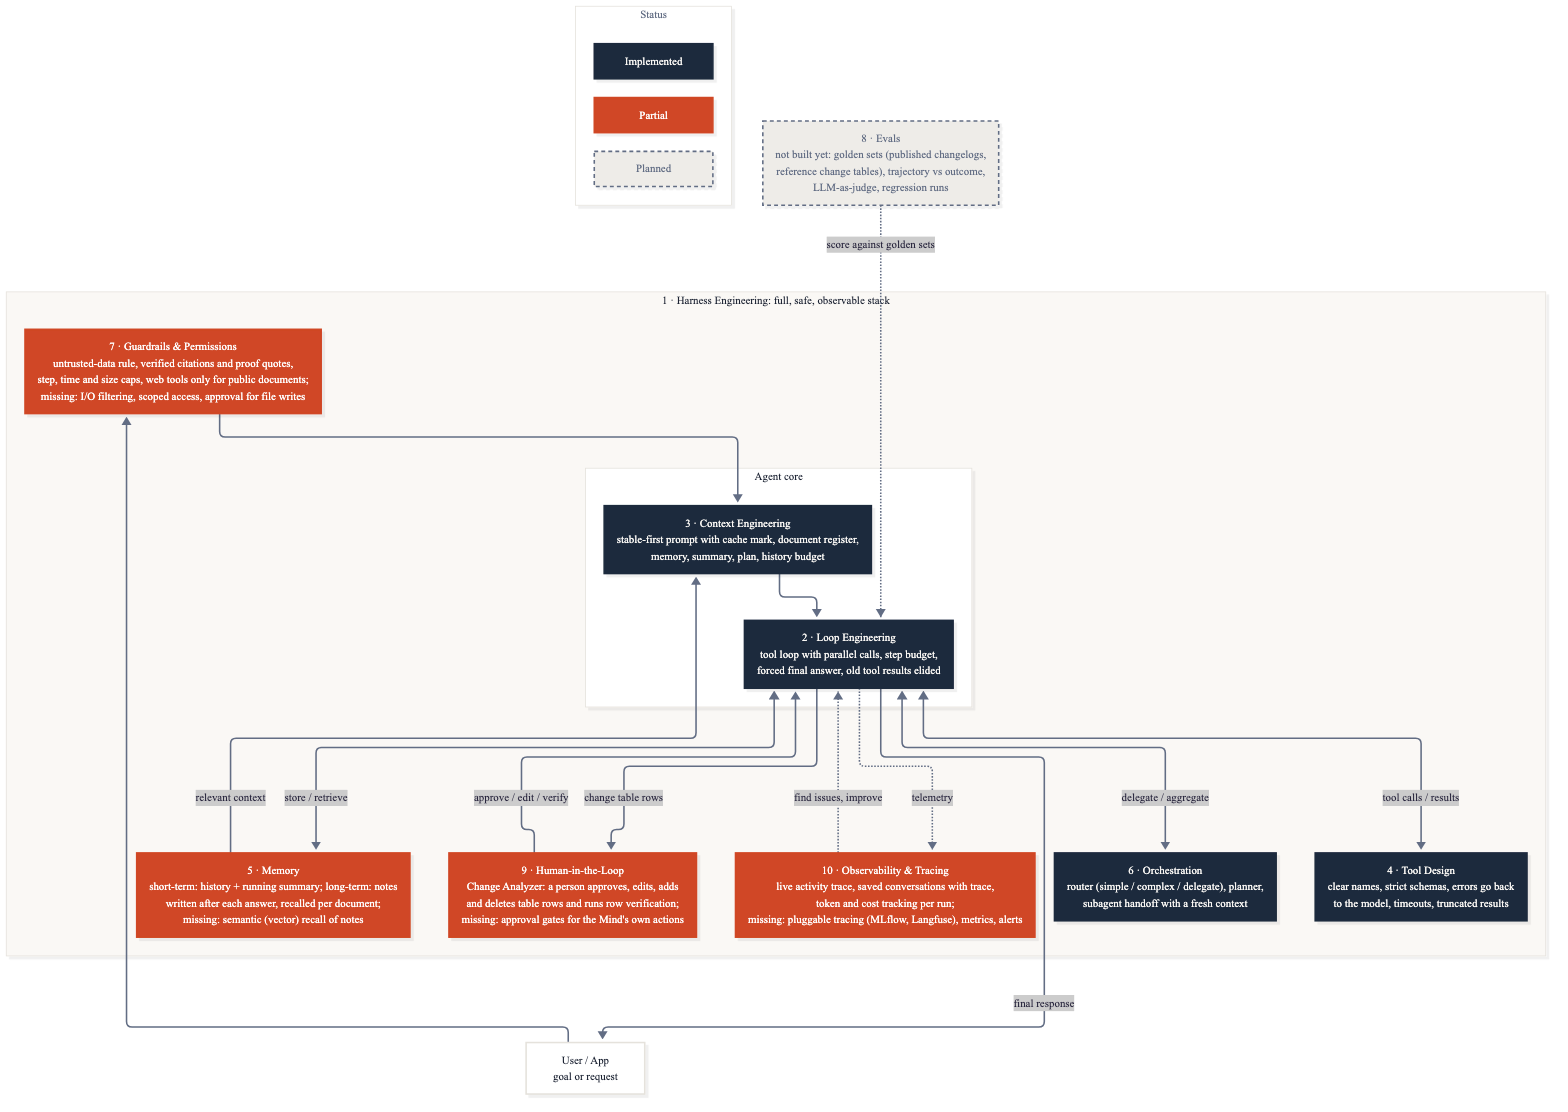 Status
Implemented
Partial
Planned
8 · Evals
not built yet: golden sets (published changelogs,
reference change tables), trajectory vs outcome,
LLM-as-judge, regression runs
score against golden sets
1 · Harness Engineering: full, safe, observable stack
7 · Guardrails & Permissions
untrusted-data rule, verified citations and proof quotes,
step, time and size caps, web tools only for public documents;
missing: I/O filtering, scoped access, approval for file writes
Agent core
3 · Context Engineering
stable-first prompt with cache mark, document register,
memory, summary, plan, history budget
2 · Loop Engineering
tool loop with parallel calls, step budget,
forced final answer, old tool results elided
relevant context
store / retrieve
approve / edit / verify
change table rows
find issues, improve
telemetry
delegate / aggregate
tool calls / results
5 · Memory
short-term: history + running summary; long-term: notes
written after each answer, recalled per document;
missing: semantic (vector) recall of notes
9 · Human-in-the-Loop
Change Analyzer: a person approves, edits, adds
and deletes table rows and runs row verification;
missing: approval gates for the Mind's own actions
10 · Observability & Tracing
live activity trace, saved conversations with trace,
token and cost tracking per run;
missing: pluggable tracing (MLflow, Langfuse), metrics, alerts
6 · Orchestration
router (simple / complex / delegate), planner,
subagent handoff with a fresh context
4 · Tool Design
clear names, strict schemas, errors go back
to the model, timeouts, truncated results
final response
User / App
goal or request